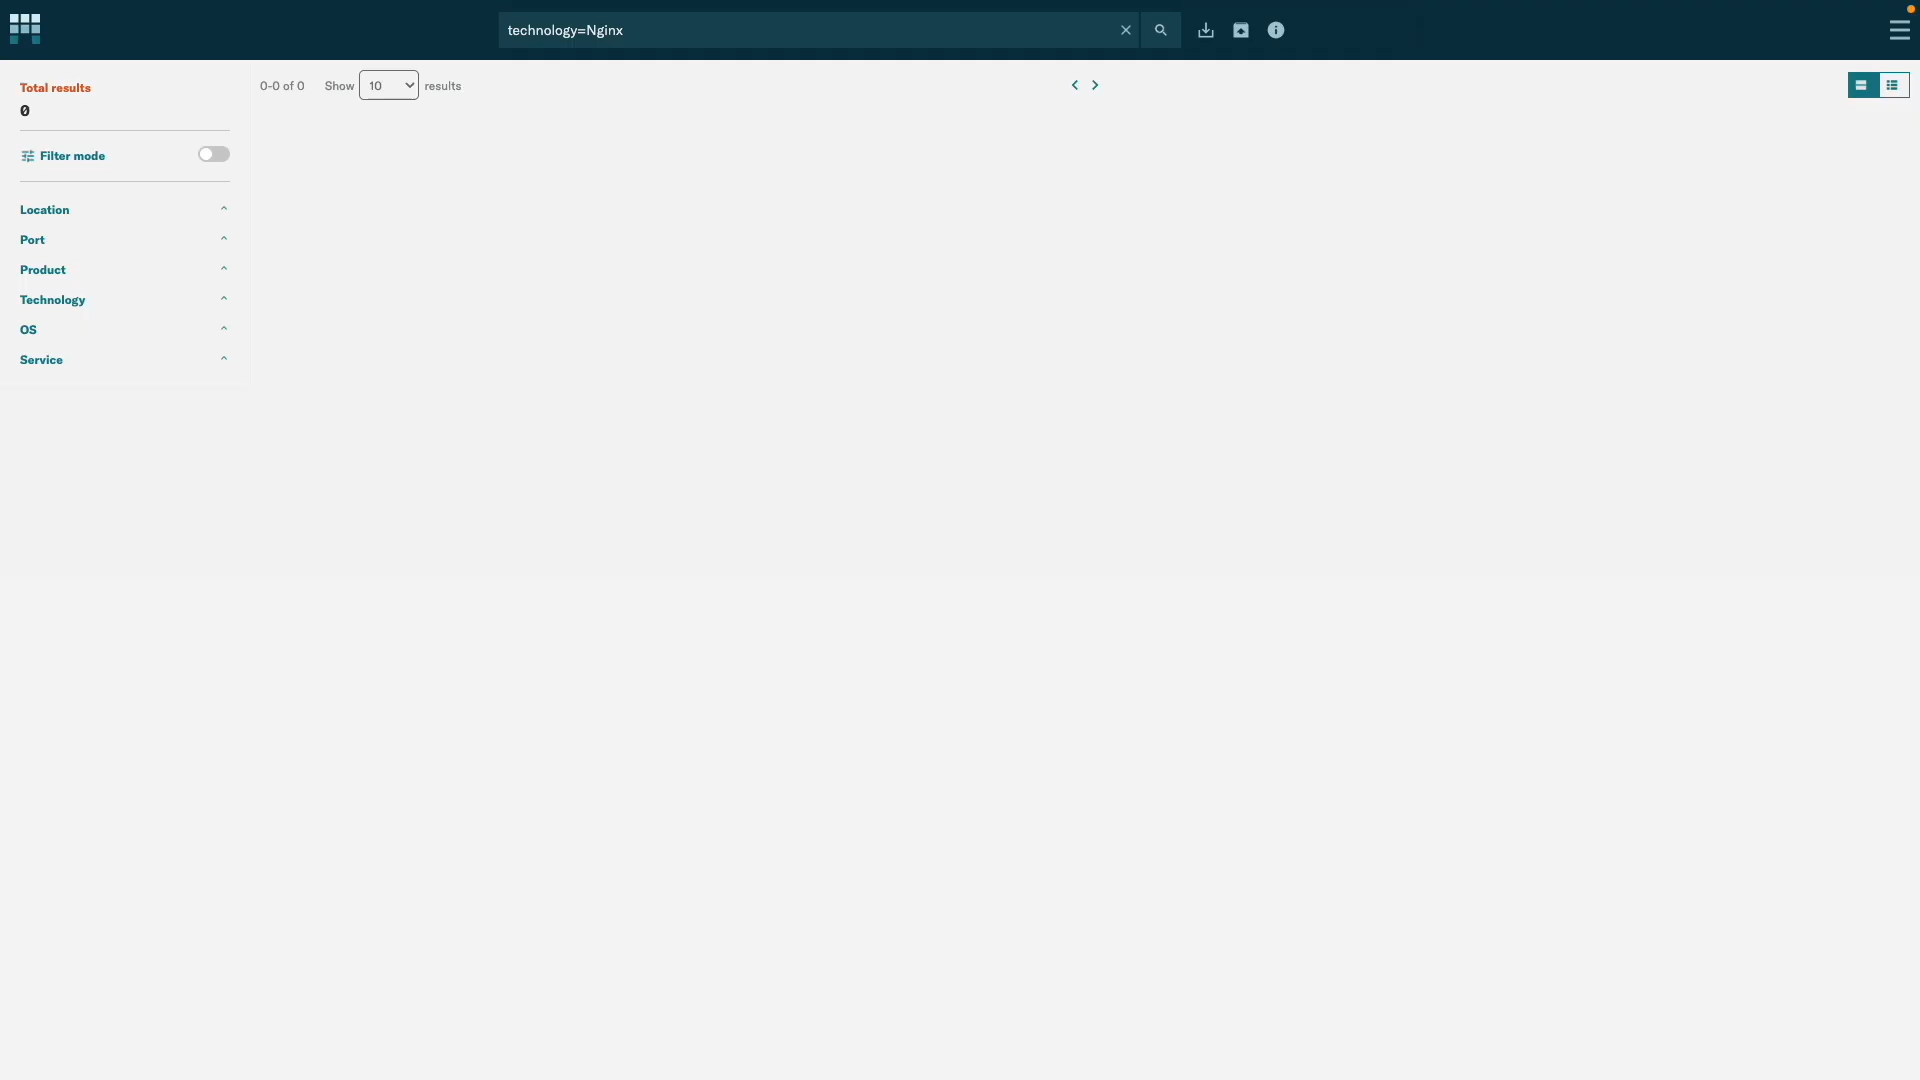 technology=Nginx
Total results
0
0-0 of 0 Show 10 results
Filter mode
Location
Port
Product
Technology
OS
Service